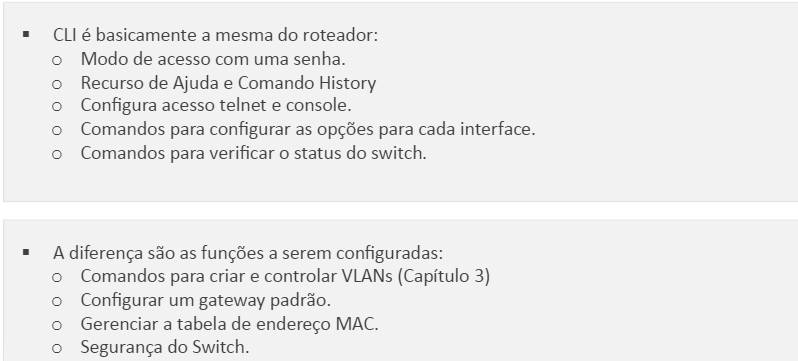 ▪ CLI é basicamente a mesma do roteador:
o Modo de acesso com uma senha.
o Recurso de Ajuda e Comando History
o Configura acesso telnet e console.
o Comandos para configurar as opções para cada interface.
o Comandos para verificar o status do switch.
▪ A diferença são as funções a serem configuradas:
o Comandos para criar e controlar VLANs (Capítulo 3)
o Configurar um gateway padrão.
o Gerenciar a tabela de endereço MAC.
o Segurança do Switch.